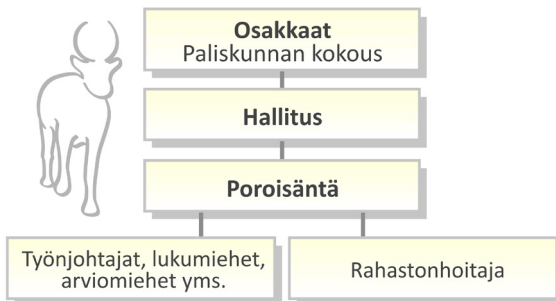 Osakkaat
Paliskunnan kokous
Hallitus
Poroisäntä
Työnjohtajat, lukumiehet,
arviomiehet yms.
Rahastonhoitaja